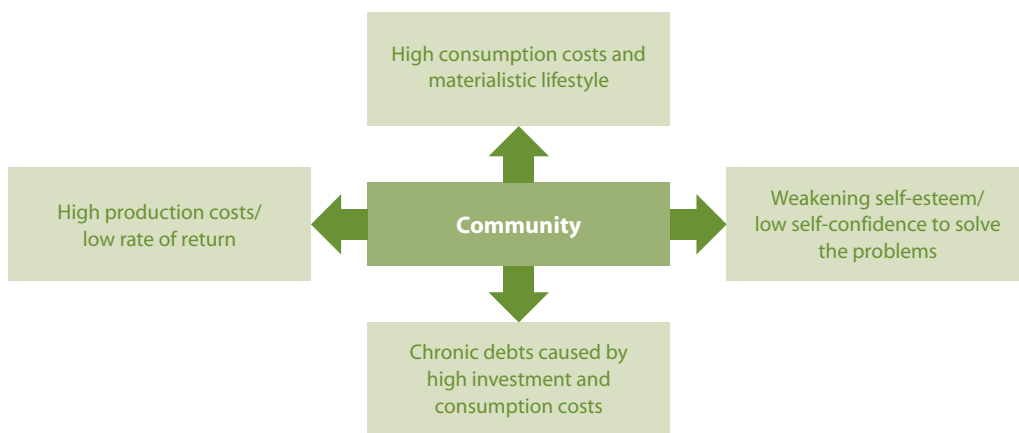 High consumption costs and
materialistic lifestyle
High production costs/
low rate of return
Community
Weakening self-esteem/
low self-confidence to solve
the problems
Chronic debts caused by
high investment and
consumption costs